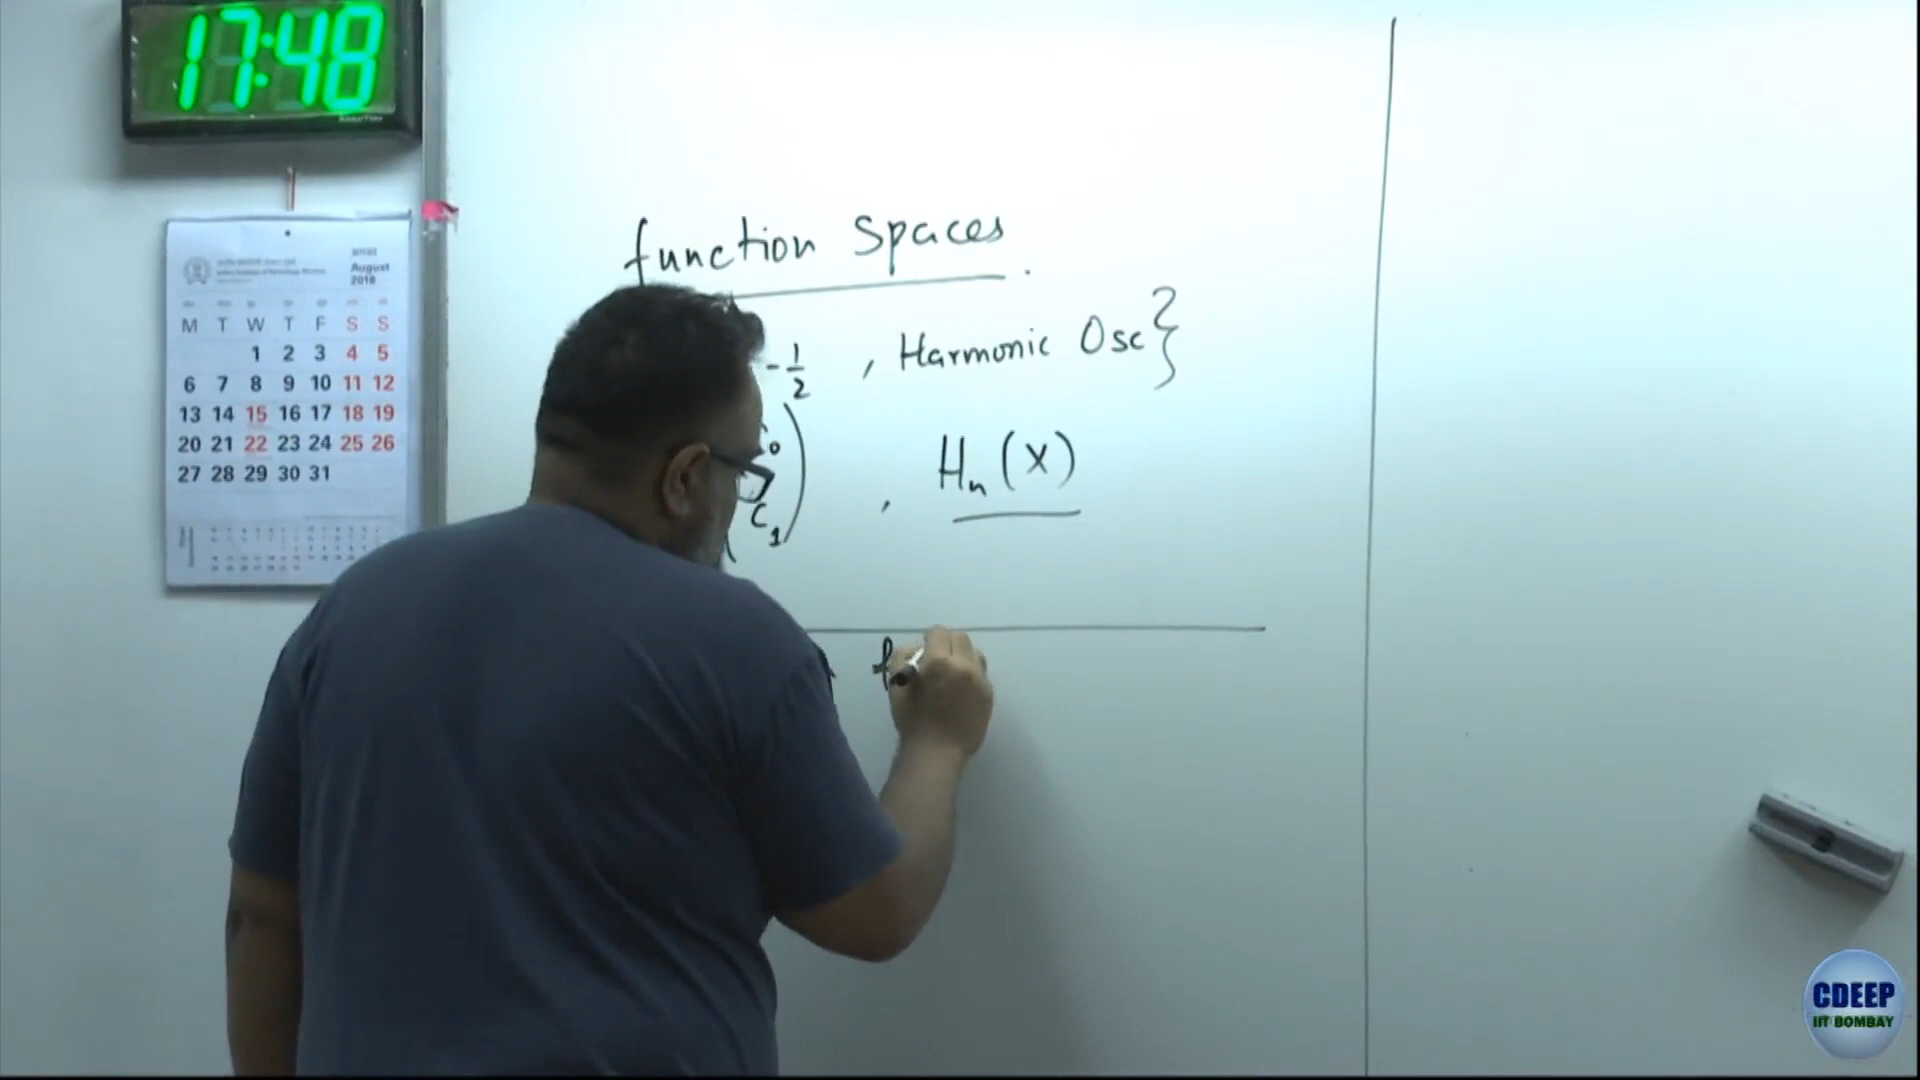 17:48
August
2018
M T W T F S S
1 2 3 4 5
6 7 8 9 10 11 12
13 14 15 16 17 18 19
20 21 22 23 24 25 26
27 28 29 30 31
function Spaces.
- 1/2 , Harmonic Osc }
C1 ) , Hn (x)
f
CDEEP
IIT BOMBAY